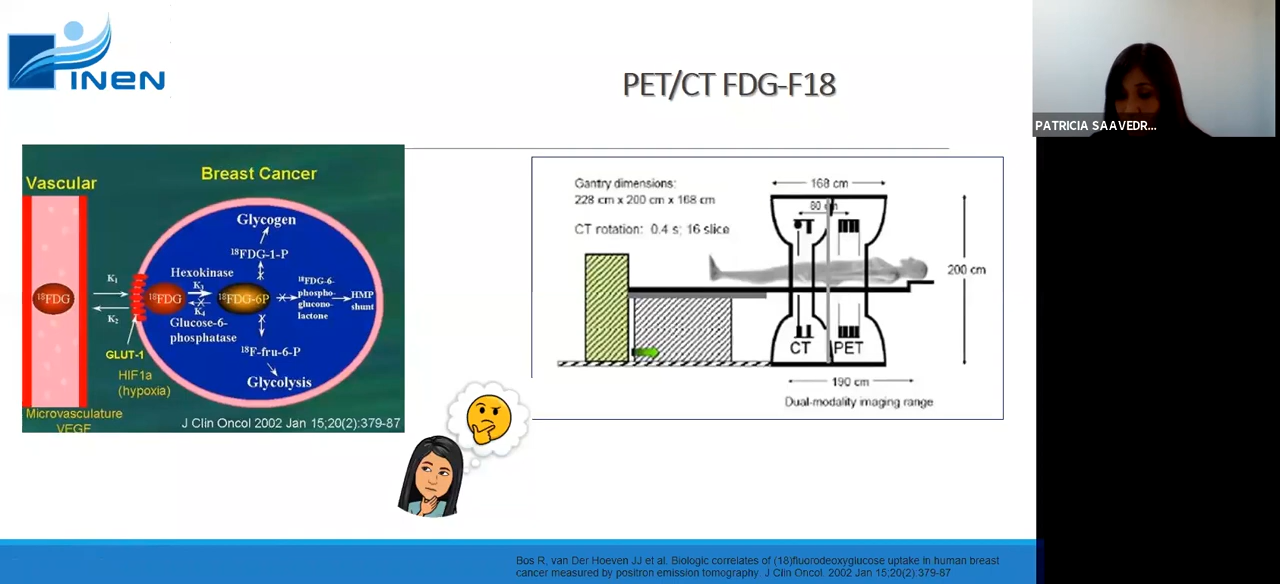 INEN
PET/CT FDG-F18
PATRICIA SAAVEDR...
Vascular
Breast Cancer
Glycogen
18FDG-1-P
Hexokinase
K1
K3
18FDG
18FDG
18FDG-6P
18FDG-6-
phospho-
glucono-
lactone
HMP
shunt
K2
K4
Glucose-6-
phosphatase
GLUT-1
18F-fru-6-P
HIF1a
(hypoxia)
Glycolysis
Microvasculature
VEGF
J Clin Oncol 2002 Jan 15;20(2):379-87
Gantry dimensions:
228 cm x 200 cm x 168 cm
CT rotation: 0.4 s; 16 slice
168 cm
80 cm
200 cm
CT
PET
190 cm
Dual-modality imaging range
Bos R, van Der Hoeven JJ et al. Biologic correlates of (18)fluorodeoxyglucose uptake in human breast
cancer measured by positron emission tomography. J Clin Oncol. 2002 Jan 15;20(2):379-87